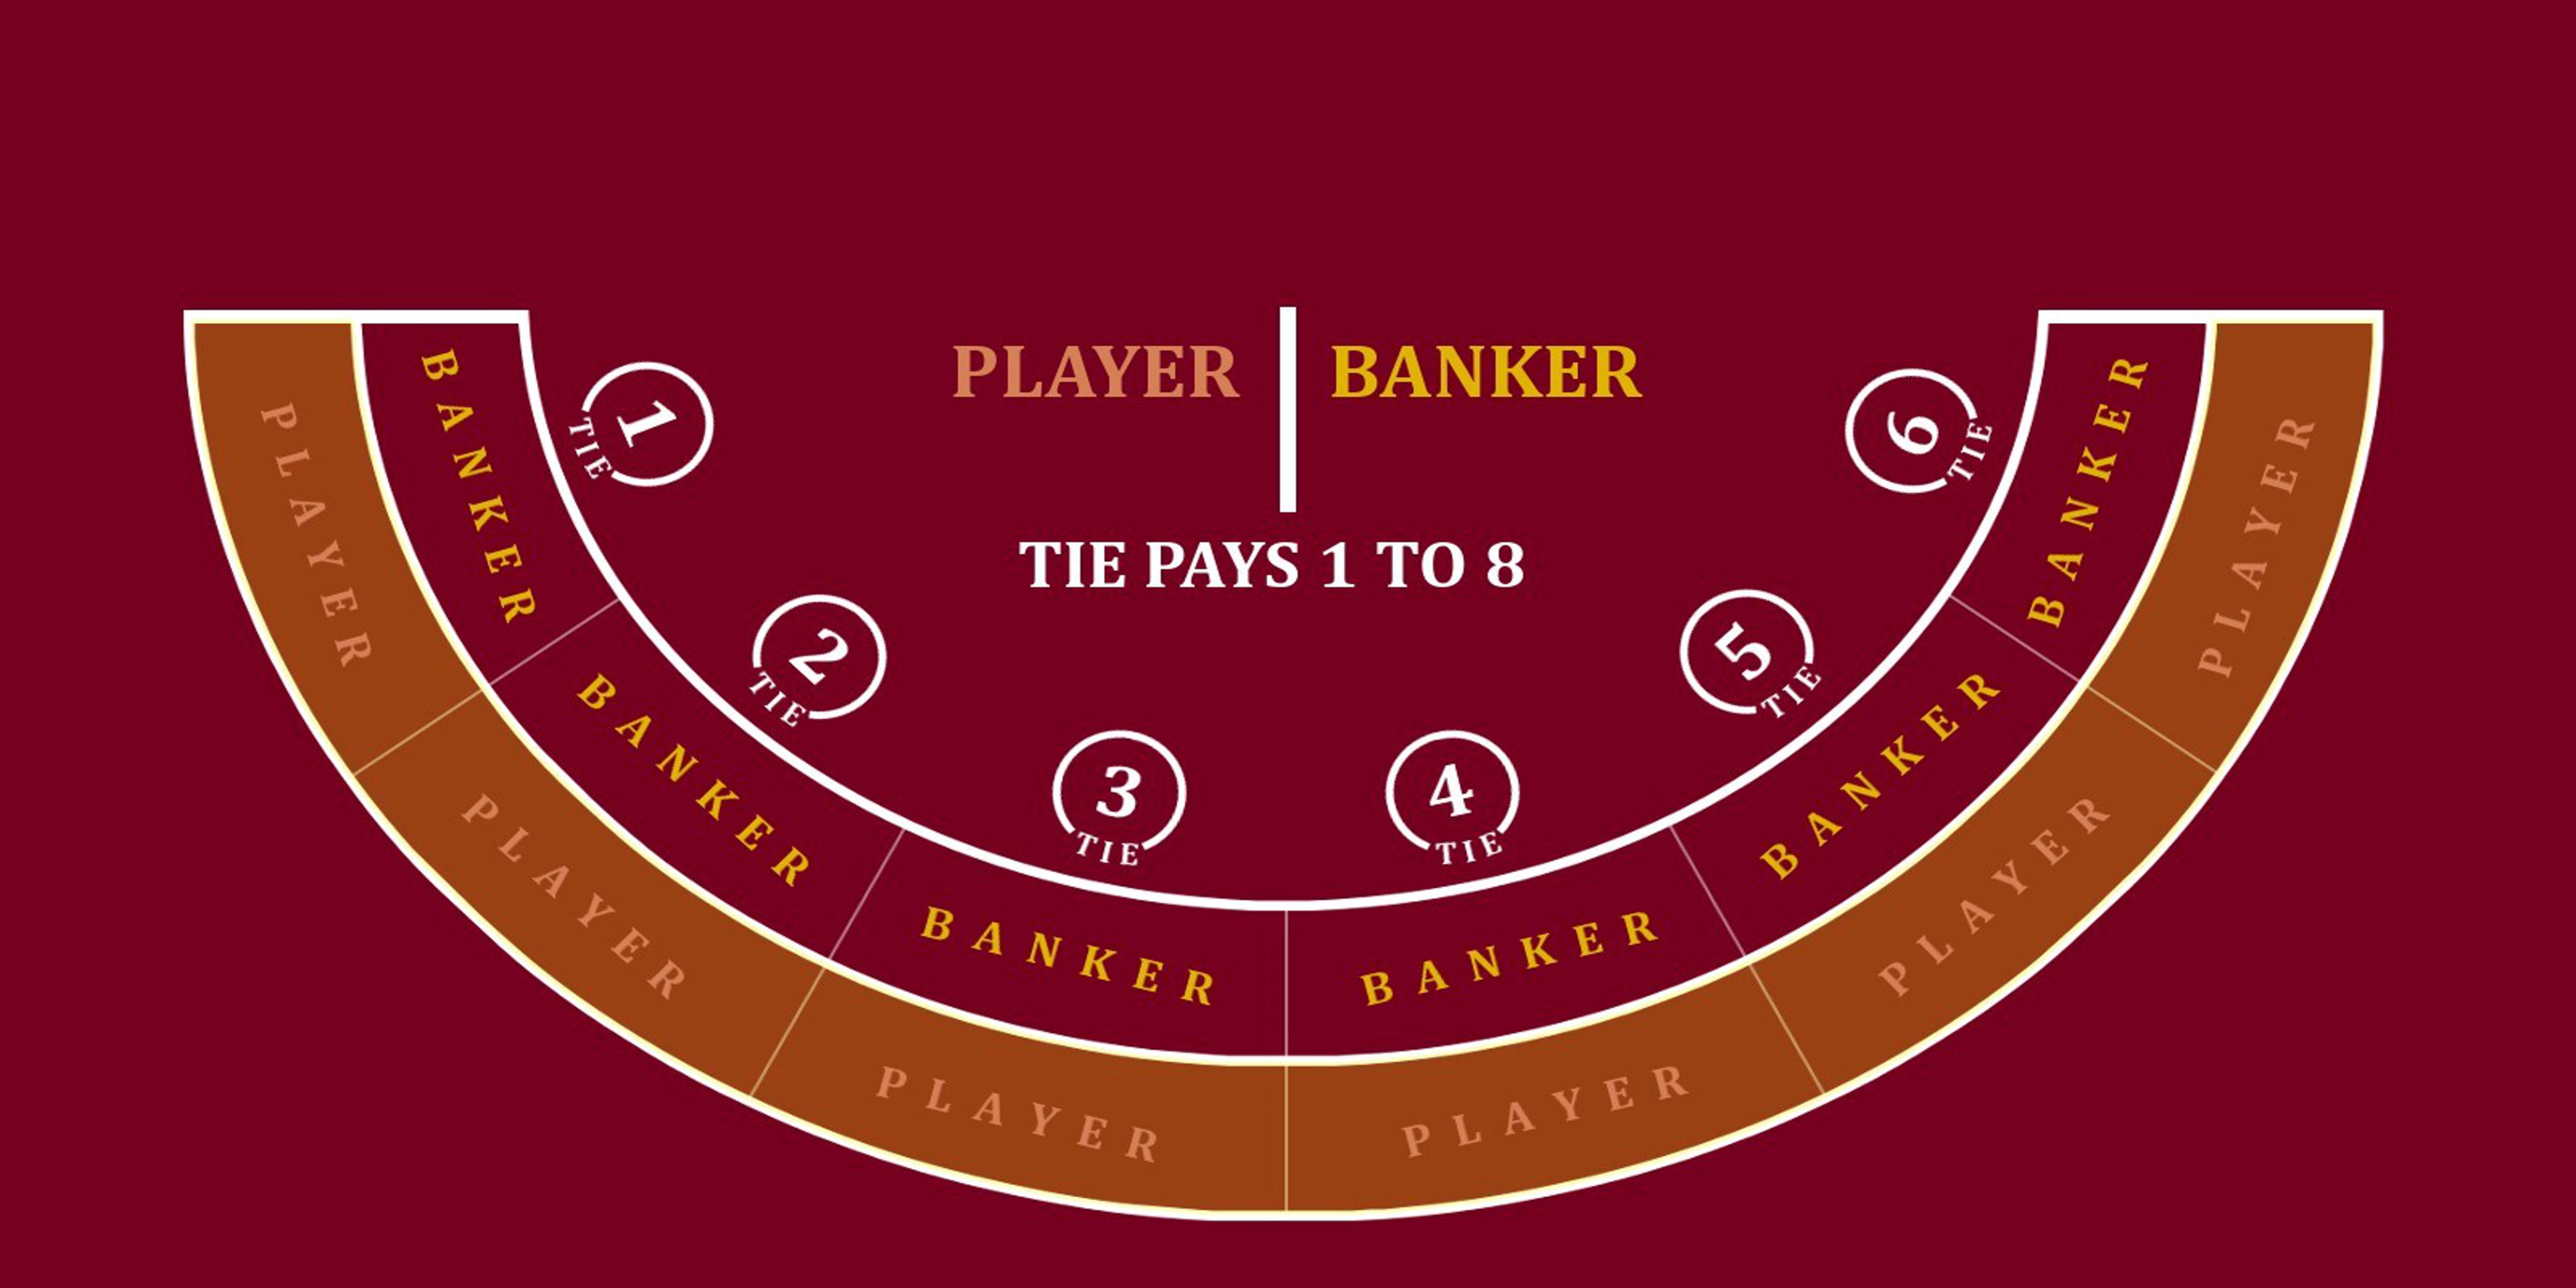 PLAYER BANKER
TIE PAYS 1 TO 8
1 TIE
2 TIE
3 TIE
4 TIE
5 TIE
6 TIE
BANKER
BANKER
BANKER
BANKER
BANKER
BANKER
PLAYER
PLAYER
PLAYER
PLAYER
PLAYER
PLAYER